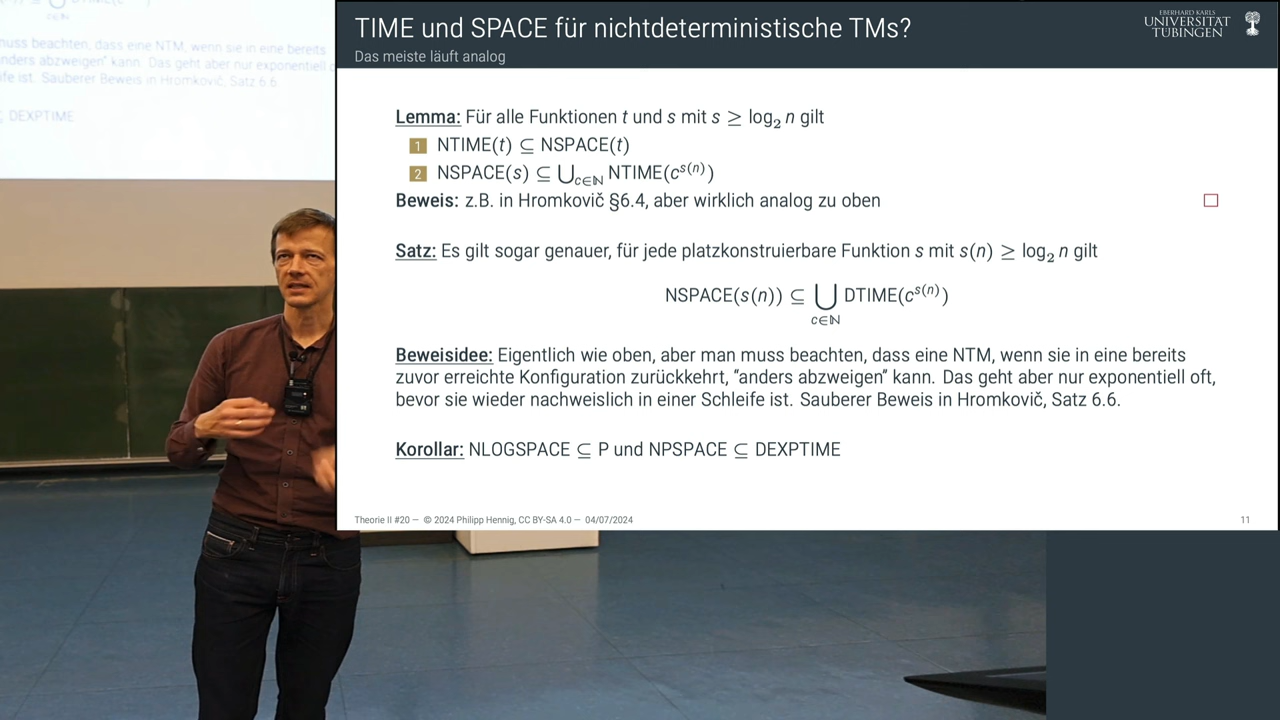 TIME und SPACE für nichtdeterministische TMs?
Das meiste läuft analog
EBERHARD KARLS
UNIVERSITÄT
TÜBINGEN
Lemma: Für alle Funktionen t und s mit s ≥ log₂ n gilt
1 NTIME(t) ⊆ NSPACE(t)
2 NSPACE(s) ⊆ ⋃_{c∈ℕ} NTIME(c^{s(n)})
Beweis: z.B. in Hromkovič §6.4, aber wirklich analog zu oben □
Satz: Es gilt sogar genauer, für jede platzkonstruierbare Funktion s mit s(n) ≥ log₂ n gilt
NSPACE(s(n)) ⊆ ⋃_{c∈ℕ} DTIME(c^{s(n)})
Beweisidee: Eigentlich wie oben, aber man muss beachten, dass eine NTM, wenn sie in eine bereits
zuvor erreichte Konfiguration zurückkehrt, "anders abzweigen" kann. Das geht aber nur exponentiell oft,
bevor sie wieder nachweislich in einer Schleife ist. Sauberer Beweis in Hromkovič, Satz 6.6.
Korollar: NLOGSPACE ⊆ P und NPSPACE ⊆ DEXPTIME
Theorie II #20 — © 2024 Philipp Hennig, CC BY-SA 4.0 — 04/07/2024
11
muss beachten, dass eine NTM, wenn sie in eine bereits
anders abzweigen" kann. Das geht aber nur exponentiell
ife ist. Sauberer Beweis in Hromkovič, Satz 6.6
⊆ DEXPTIME